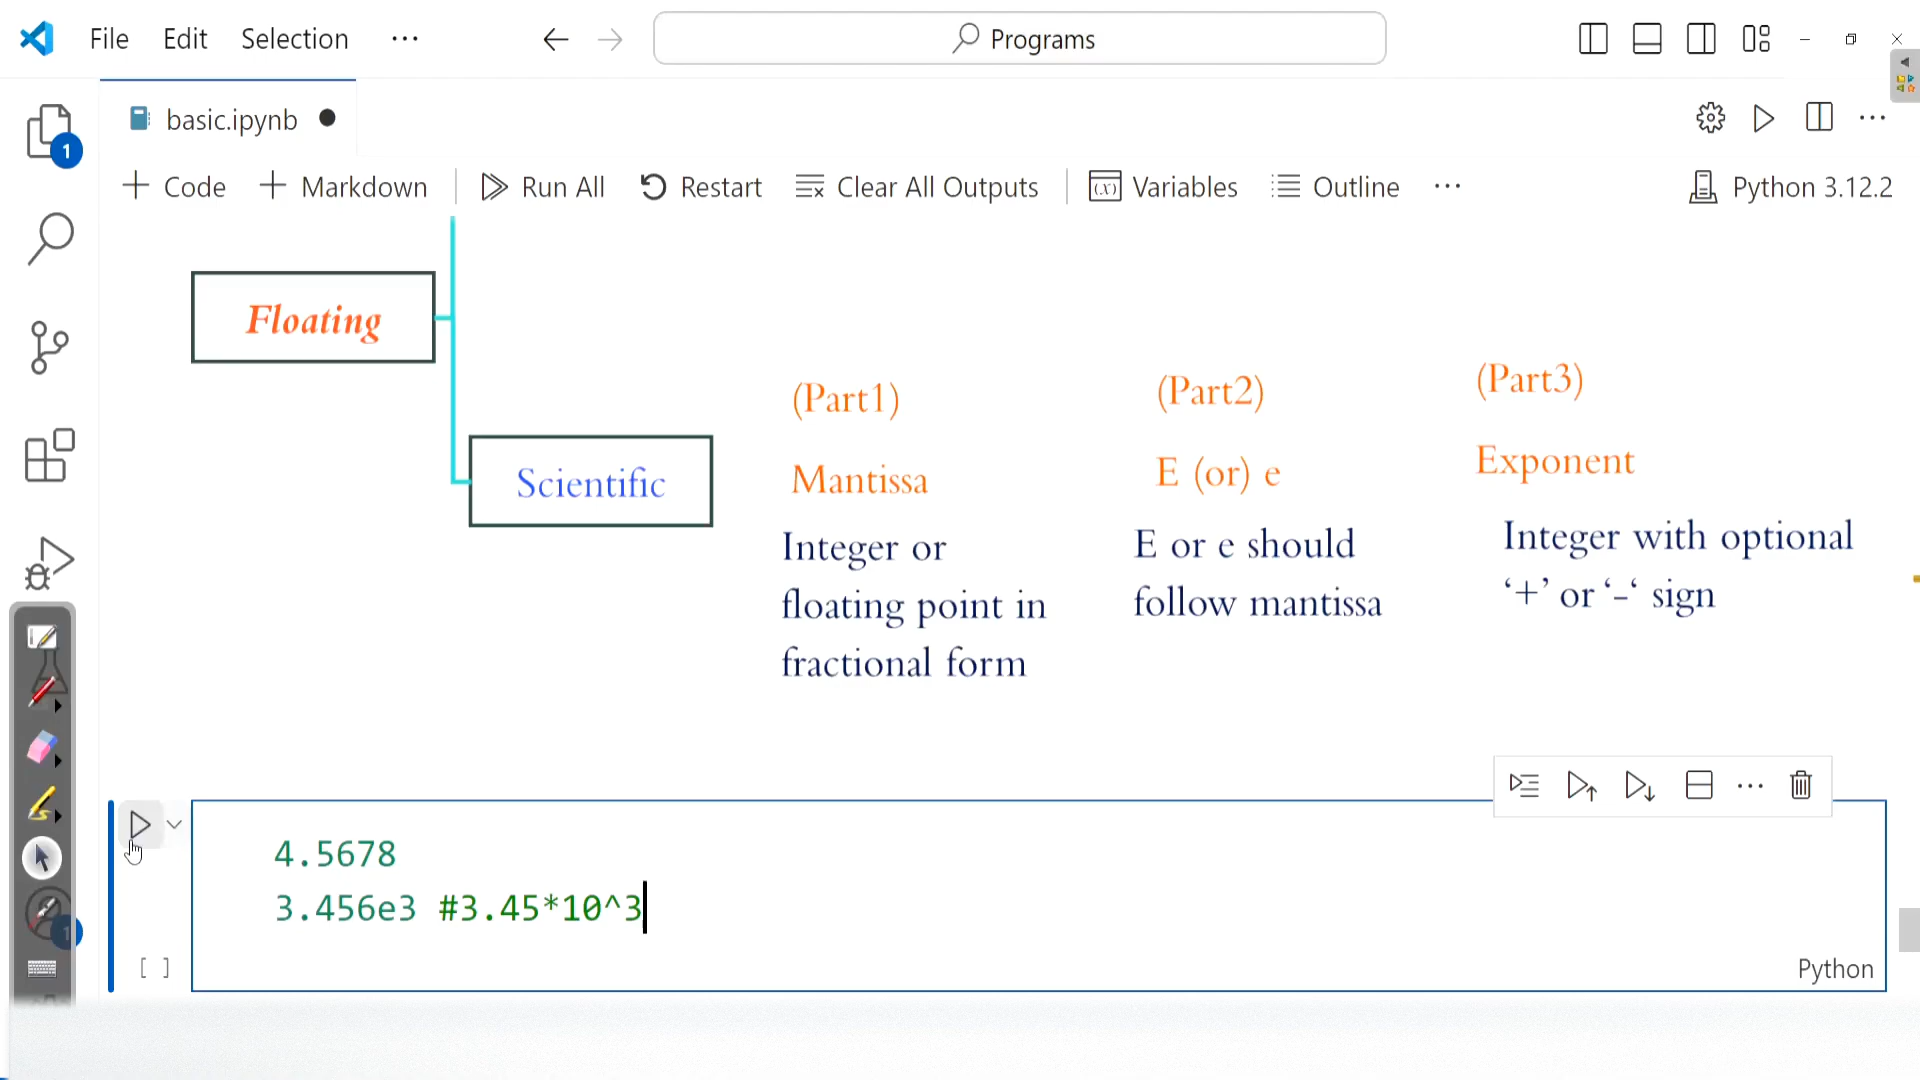 File Edit Selection ··· Programs
1
basic.ipynb
Code Markdown Run All Restart Clear All Outputs (x) Variables Outline ··· Python 3.12.2
Floating
Scientific
(Part1)
Mantissa
Integer or
floating point in
fractional form
(Part2)
E (or) e
E or e should
follow mantissa
(Part3)
Exponent
Integer with optional
‘+’ or ‘-‘ sign
4.5678
3.456e3 #3.45*10^3
[ ]
Python
1